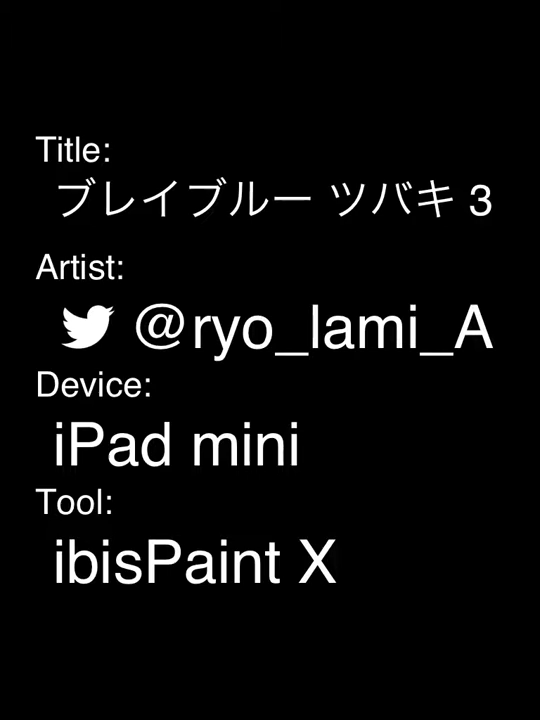 Title:
ブレイブルー ツバキ 3
Artist:
@ryo_lami_A
Device:
iPad mini
Tool:
ibisPaint X